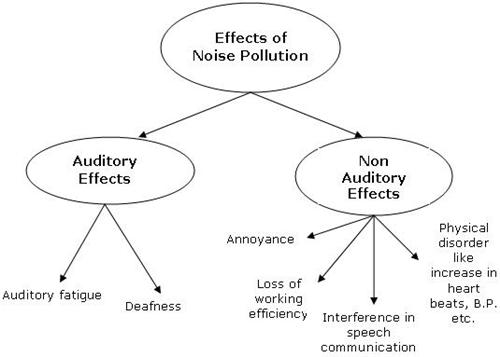 Effects of
Noise Pollution
Auditory
Effects
Non
Auditory
Effects
Auditory fatigue
Deafness
Annoyance
Loss of
working
efficiency
Interference in
speech
communication
Physical
disorder
like
increase in
heart
beats, B.P.
etc.